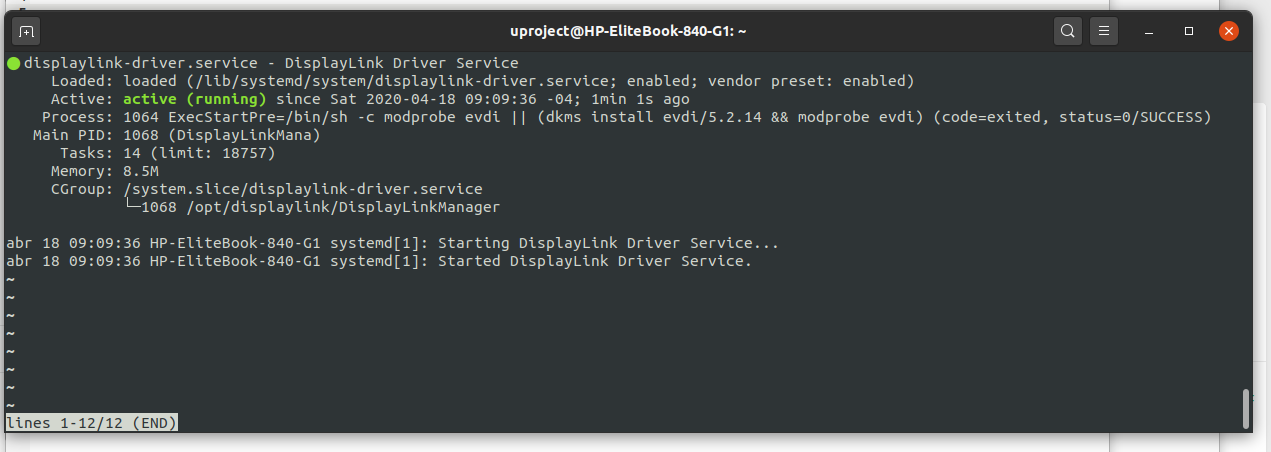 uproject@HP-EliteBook-840-G1: ~
displaylink-driver.service - DisplayLink Driver Service
Loaded: loaded (/lib/systemd/system/displaylink-driver.service; enabled; vendor preset: enabled)
Active: active (running) since Sat 2020-04-18 09:09:36 -04; 1min 1s ago
Process: 1064 ExecStartPre=/bin/sh -c modprobe evdi || (dkms install evdi/5.2.14 && modprobe evdi) (code=exited, status=0/SUCCESS)
Main PID: 1068 (DisplayLinkMana)
Tasks: 14 (limit: 18757)
Memory: 8.5M
CGroup: /system.slice/displaylink-driver.service
└─1068 /opt/displaylink/DisplayLinkManager
abr 18 09:09:36 HP-EliteBook-840-G1 systemd[1]: Starting DisplayLink Driver Service...
abr 18 09:09:36 HP-EliteBook-840-G1 systemd[1]: Started DisplayLink Driver Service.
~
~
~
~
~
~
~
~
lines 1-12/12 (END)